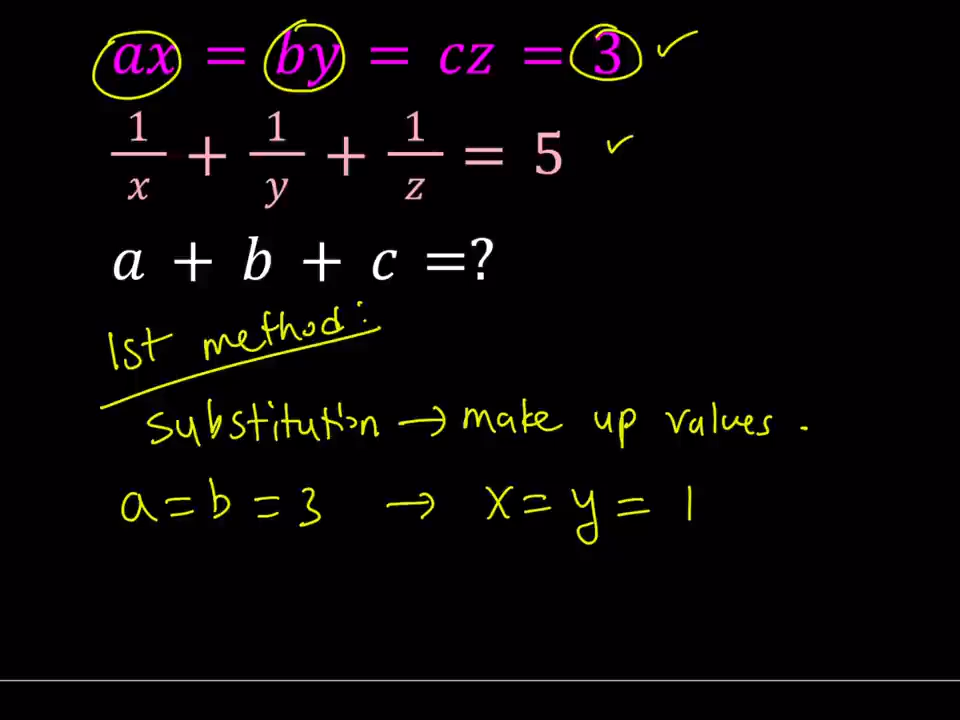 ax = by = cz = 3 ✓
1/x + 1/y + 1/z = 5 ✓
a + b + c =?
1st method:
substitution → make up values.
a = b = 3 → x = y = 1